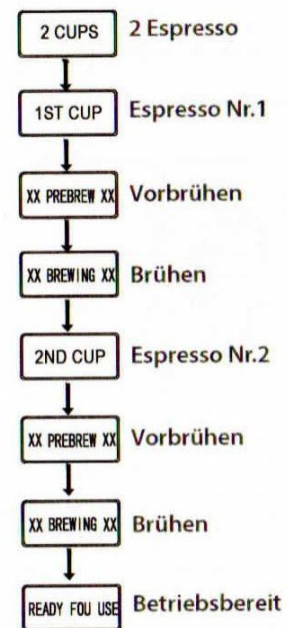 2 CUPS 2 Espresso
1ST CUP Espresso Nr.1
XX PREBREW XX Vorbrühen
XX BREWING XX Brühen
2ND CUP Espresso Nr.2
XX PREBREW XX Vorbrühen
XX BREWING XX Brühen
READY FOU USE Betriebsbereit